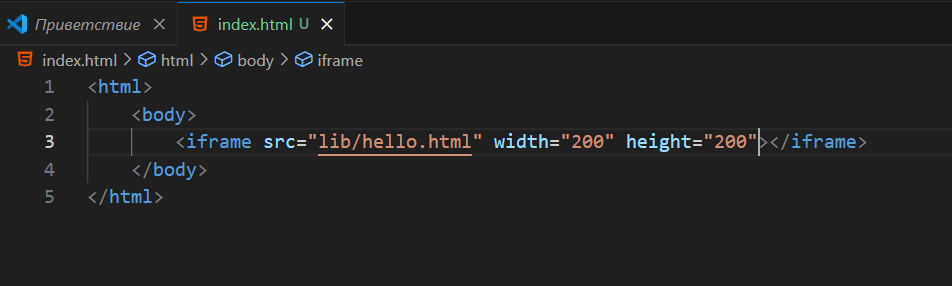 Приветствие index.html U
index.html > html > body > iframe
1 <html>
2 <body>
3 <iframe src="lib/hello.html" width="200" height="200"></iframe>
4 </body>
5 </html>